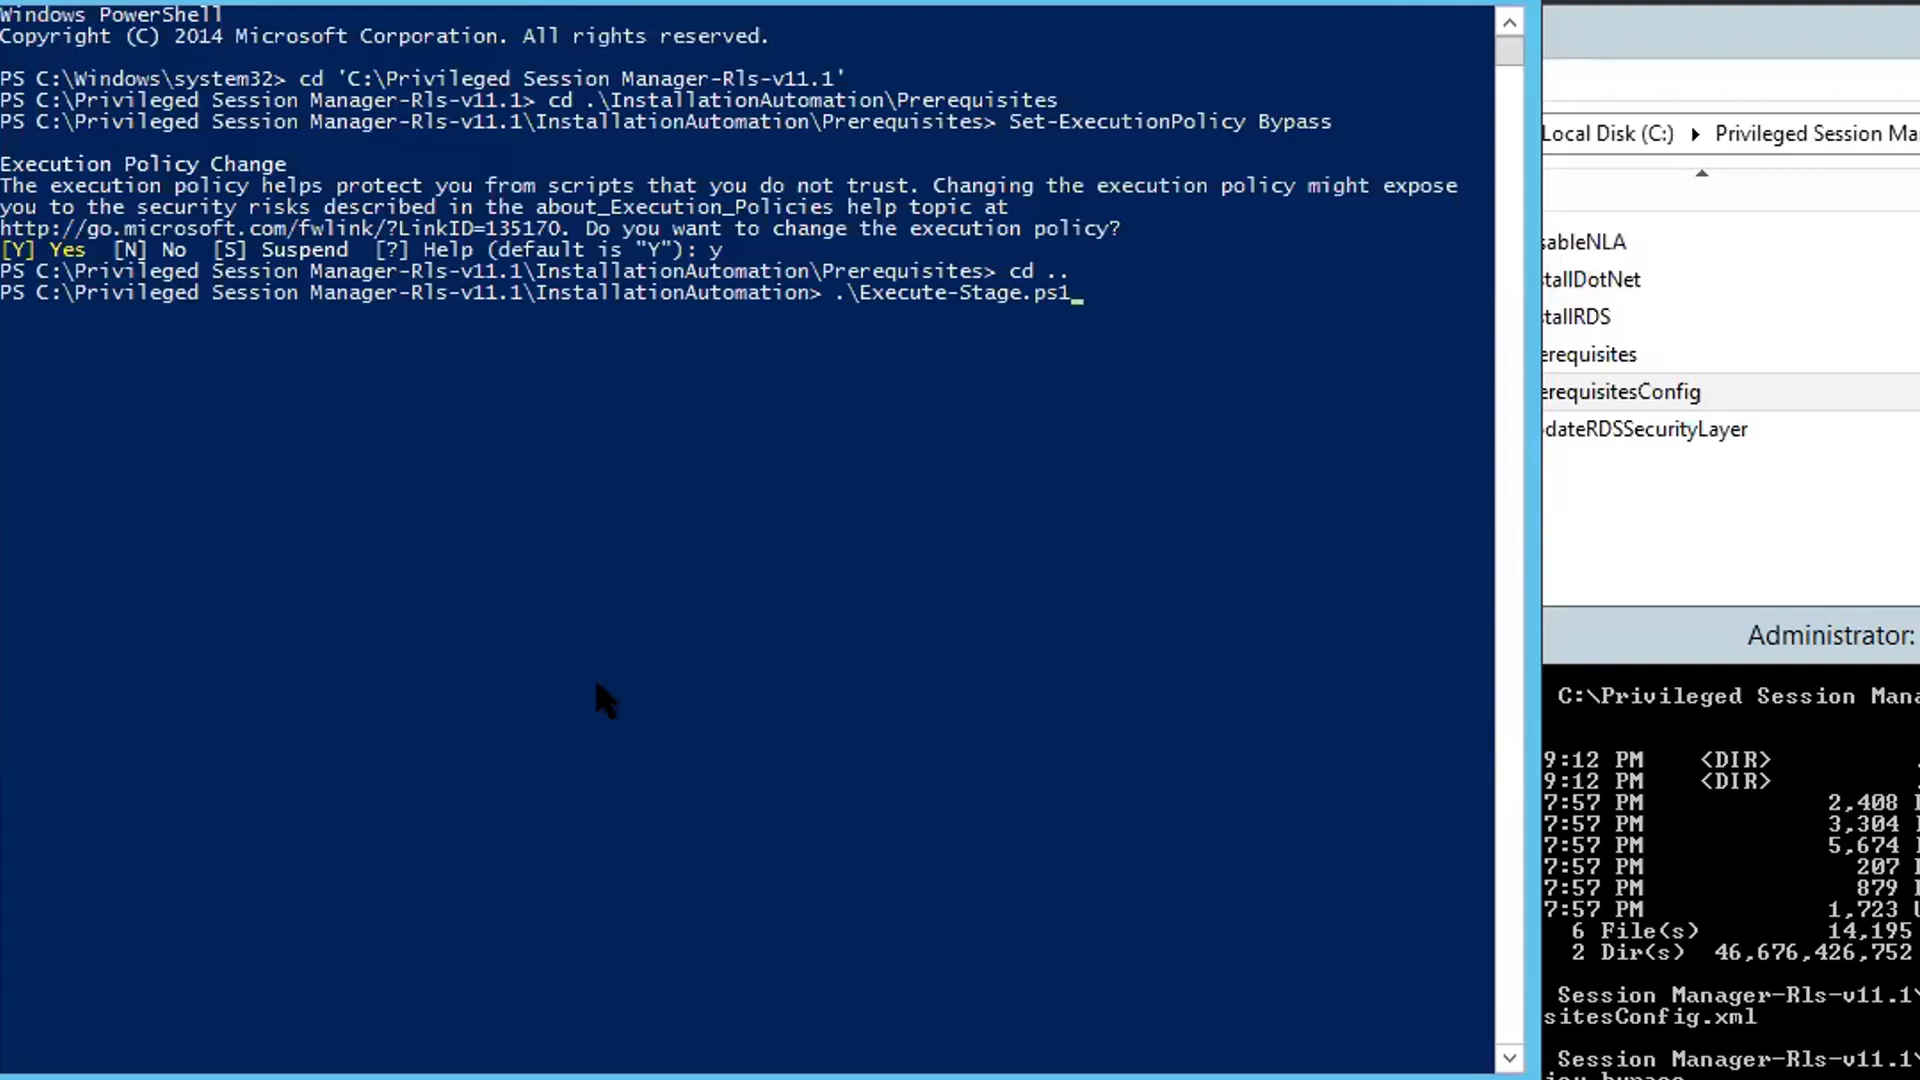 Windows PowerShell
Copyright (C) 2014 Microsoft Corporation. All rights reserved.
PS C:\Windows\system32> cd 'C:\Privileged Session Manager-Rls-v11.1'
PS C:\Privileged Session Manager-Rls-v11.1> cd .\InstallationAutomation\Prerequisites
PS C:\Privileged Session Manager-Rls-v11.1\InstallationAutomation\Prerequisites> Set-ExecutionPolicy Bypass
Execution Policy Change
The execution policy helps protect you from scripts that you do not trust. Changing the execution policy might expose
you to the security risks described in the about_Execution_Policies help topic at
http://go.microsoft.com/fwlink/?LinkID=135170. Do you want to change the execution policy?
[Y] Yes  [N] No  [S] Suspend  [?] Help (default is "Y"): y
PS C:\Privileged Session Manager-Rls-v11.1\InstallationAutomation\Prerequisites> cd ..
PS C:\Privileged Session Manager-Rls-v11.1\InstallationAutomation> .\Execute-Stage.ps1
Local Disk (C:) Privileged Session Ma
sableNLA
stallDotNet
stallRDS
erequisites
erequisitesConfig
dateRDSSecurityLayer
Administrator:
C:\Privileged Session Mana
9:12 PM    <DIR>
9:12 PM    <DIR>
7:57 PM    2,408
7:57 PM    3,304
7:57 PM    5,674
7:57 PM    207
7:57 PM    879
7:57 PM    1,723
6 File(s)    14,195
2 Dir(s)  46,676,426,752
Session Manager-Rls-v11.1\
sitesConfig.xml
Session Manager-Rls-v11.1\